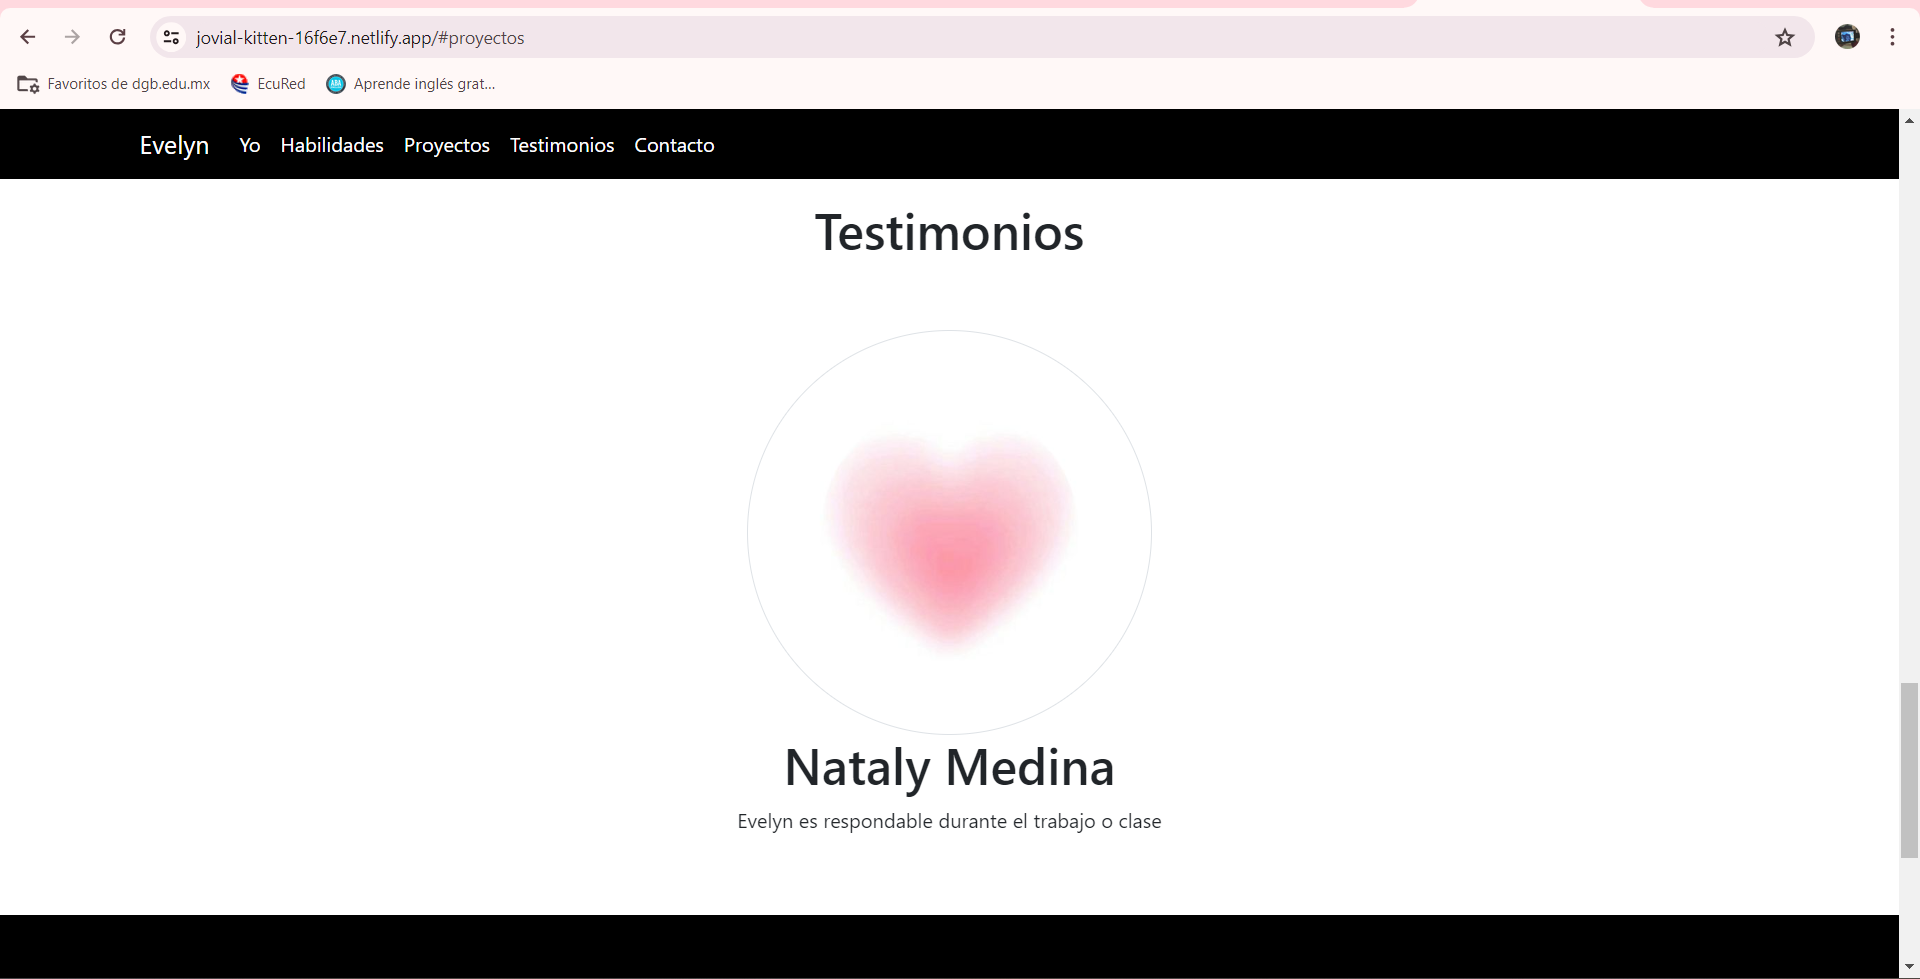 jovial-kitten-16f6e7.netlify.app/#proyectos
Favoritos de dgb.edu.mx EcuRed ABA Aprende inglés grat...
Evelyn Yo Habilidades Proyectos Testimonios Contacto
Testimonios
Nataly Medina
Evelyn es respondable durante el trabajo o clase